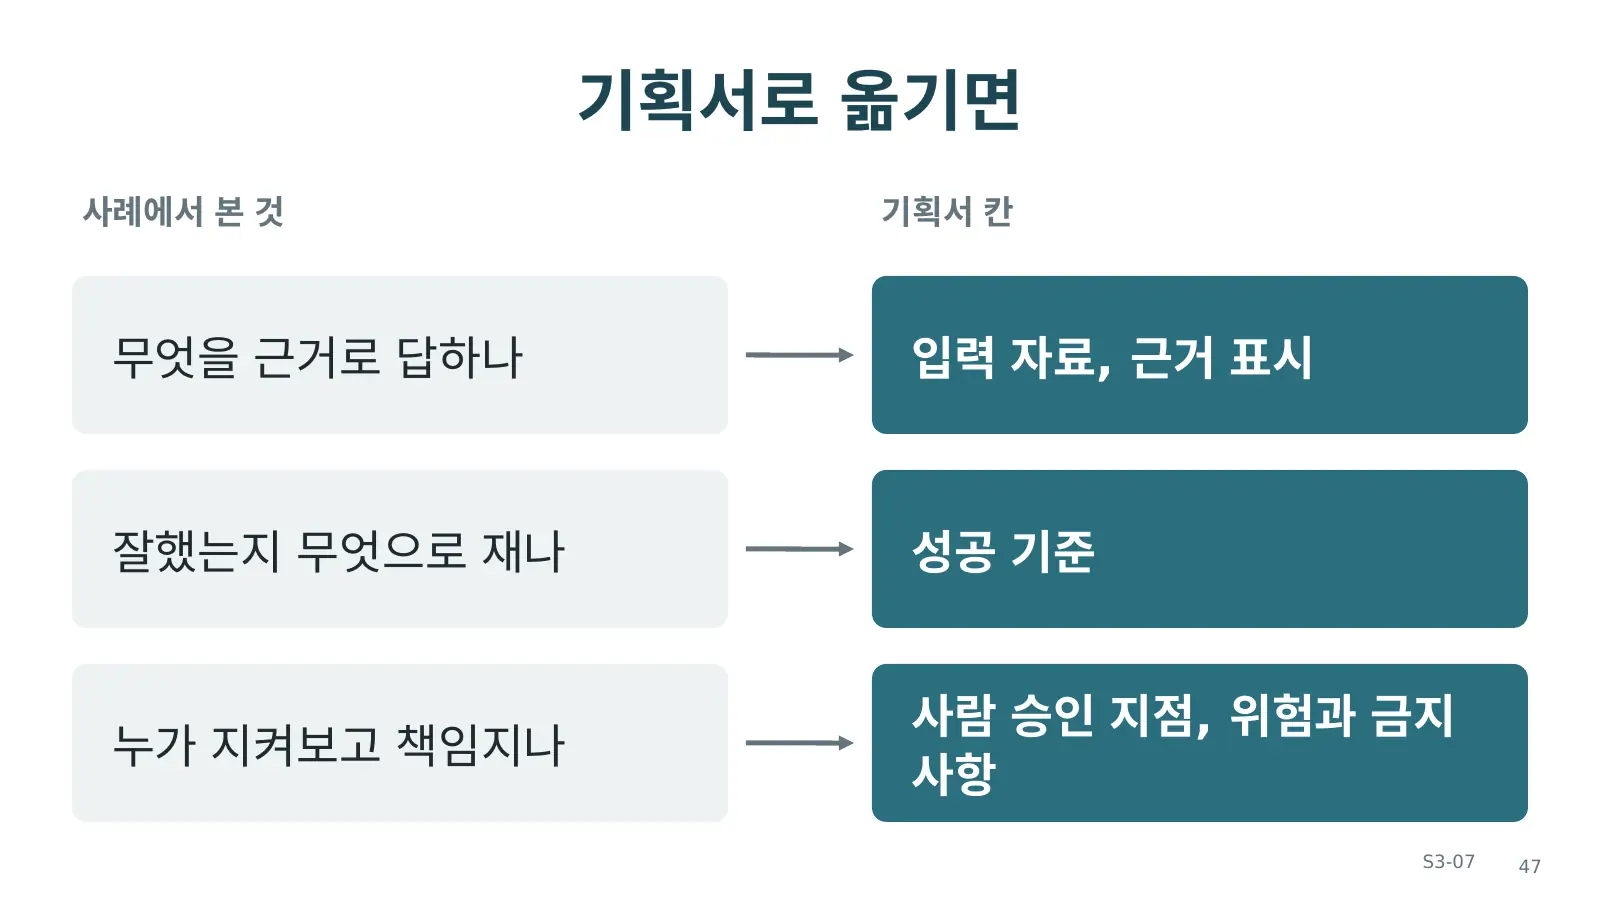 기획서로 옮기면
사례에서 본 것
기획서 칸
무엇을 근거로 답하나
입력 자료, 근거 표시
잘했는지 무엇으로 재나
성공 기준
누가 지켜보고 책임지나
사람 승인 지점, 위험과 금지
사항
S3-07
47